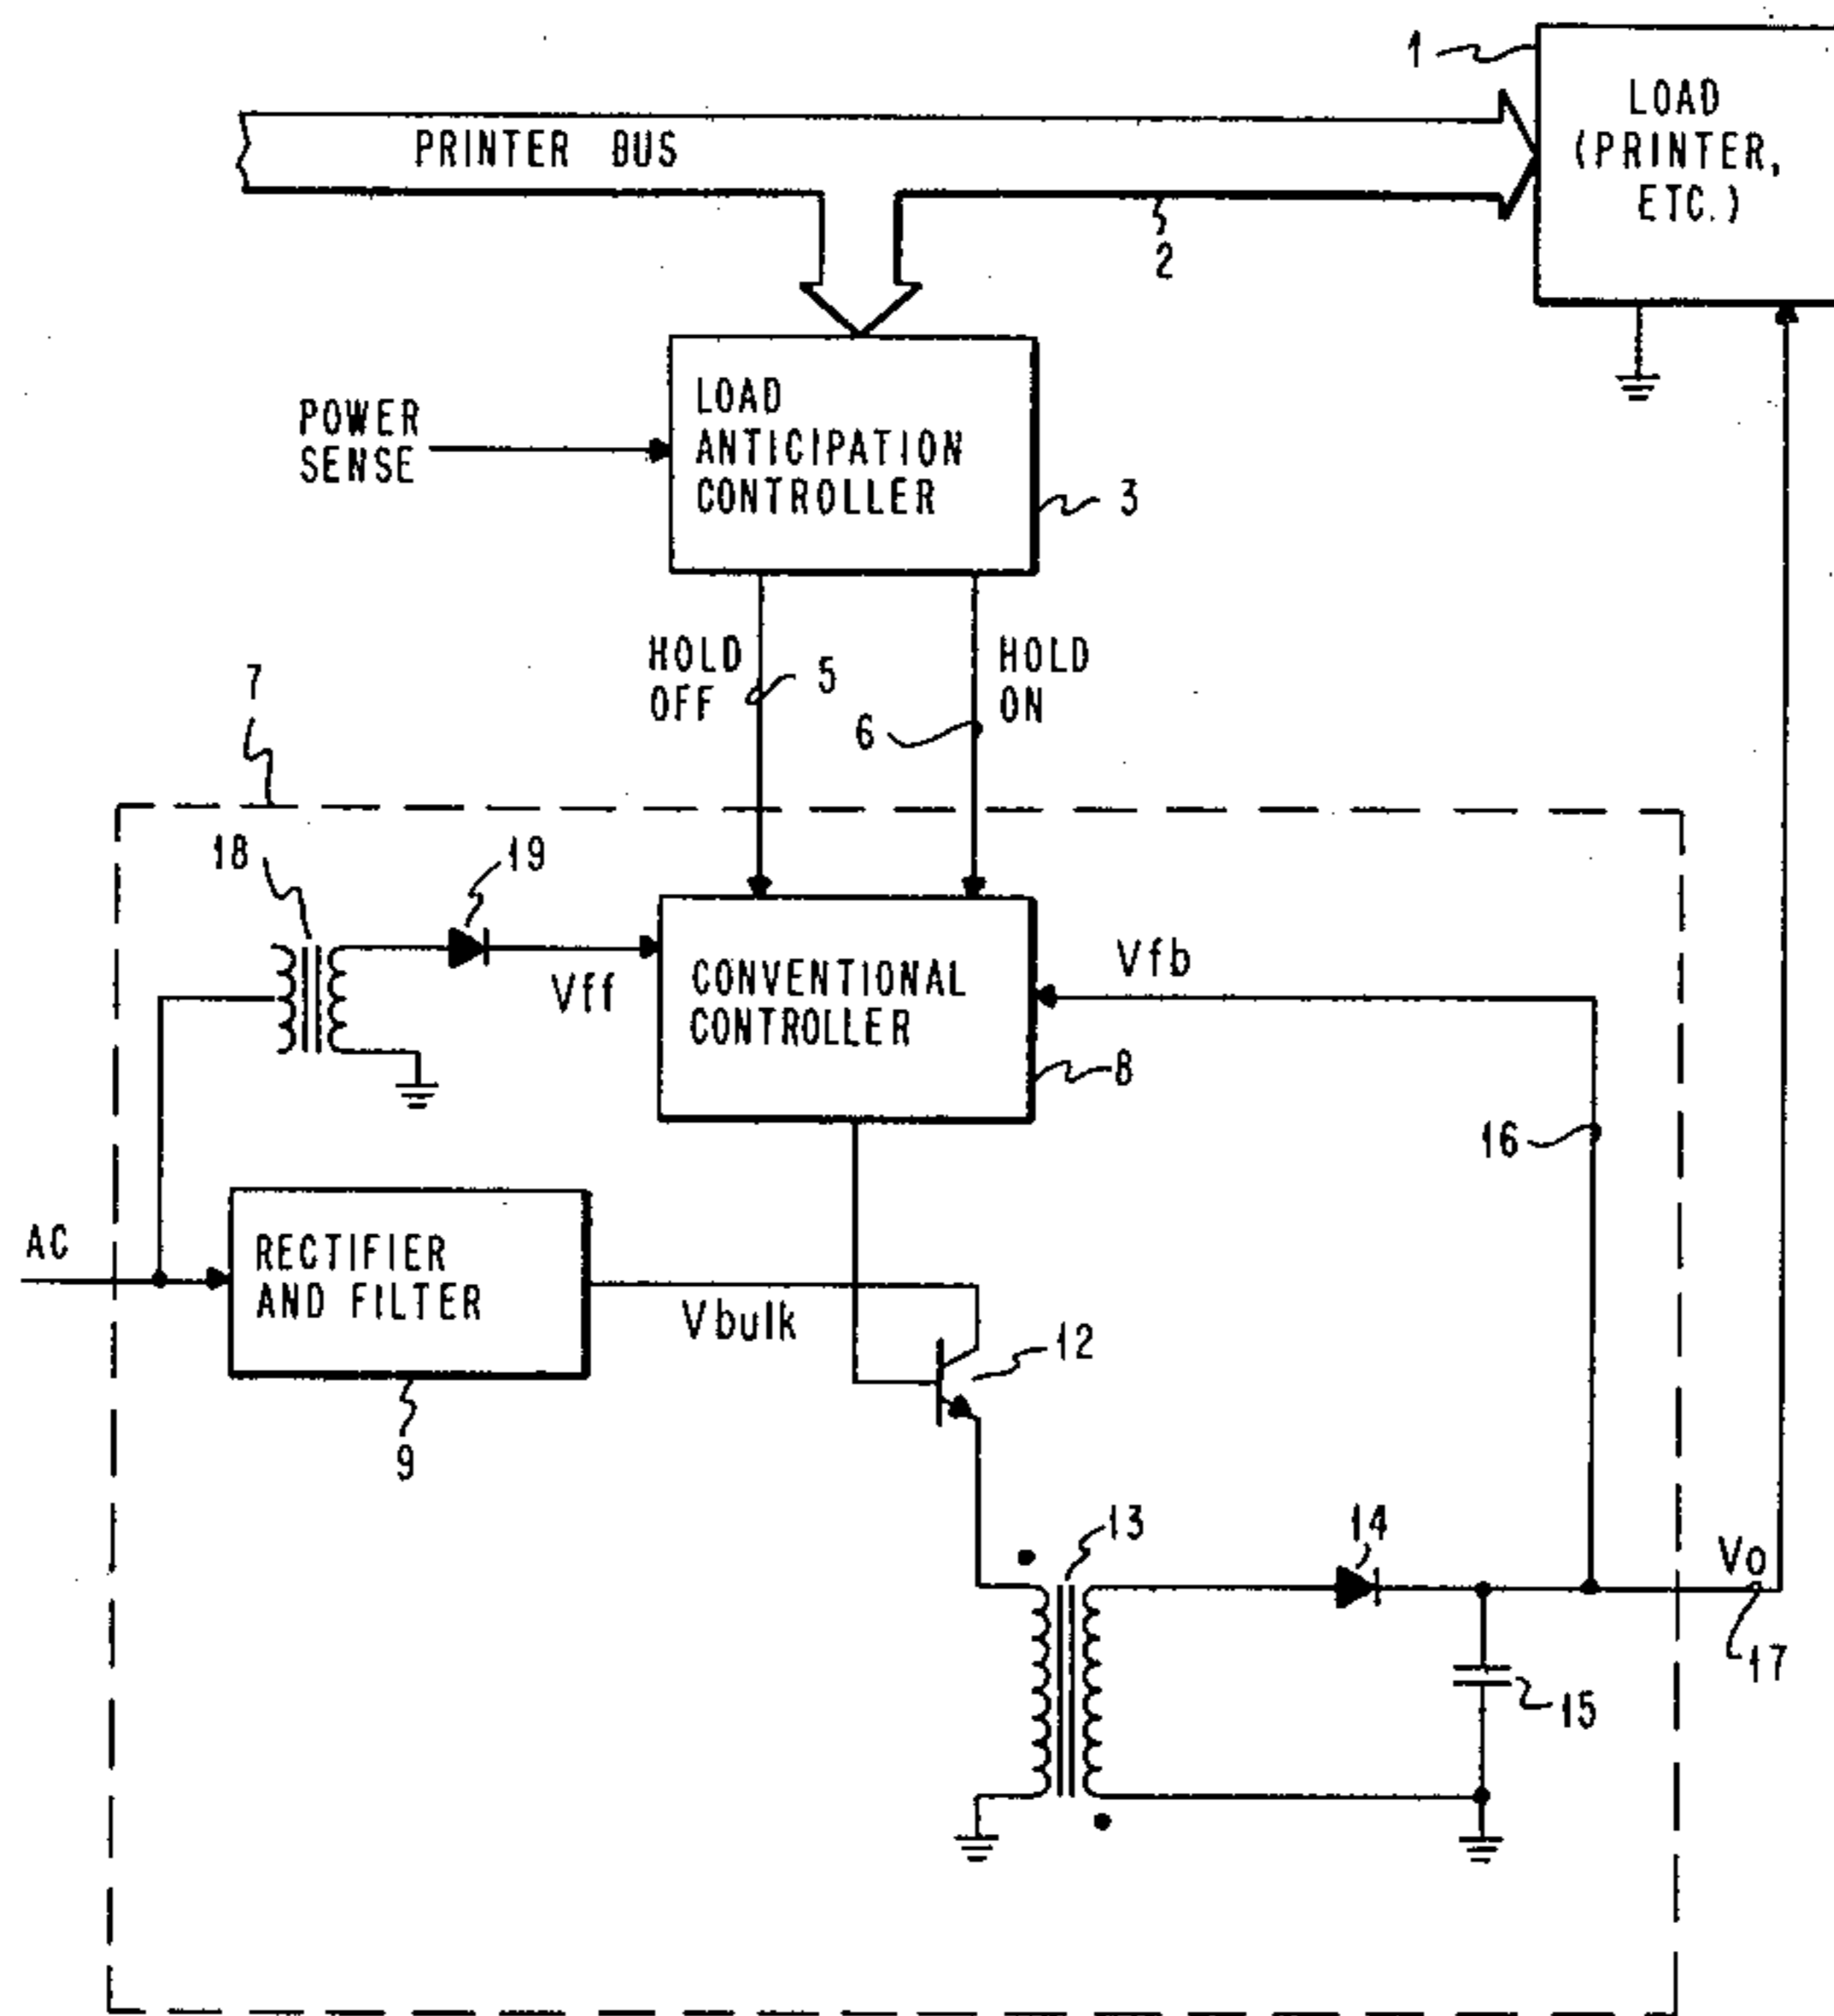 1
LOAD
(PRINTER,
ETC.)
PRINTER BUS
2
POWER
SENSE
LOAD
ANTICIPATION
CONTROLLER
3
HOLD
OFF
5
6
HOLD
ON
7
18
19
Vff
CONVENTIONAL
CONTROLLER
8
Vfb
16
AC
RECTIFIER
AND FILTER
9
Vbulk
12
13
14
15
Vo
17